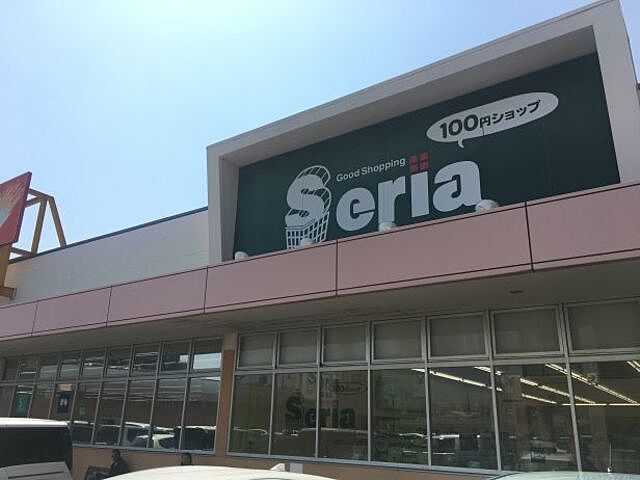 100円ショップ
Good Shopping
Seria
Seria